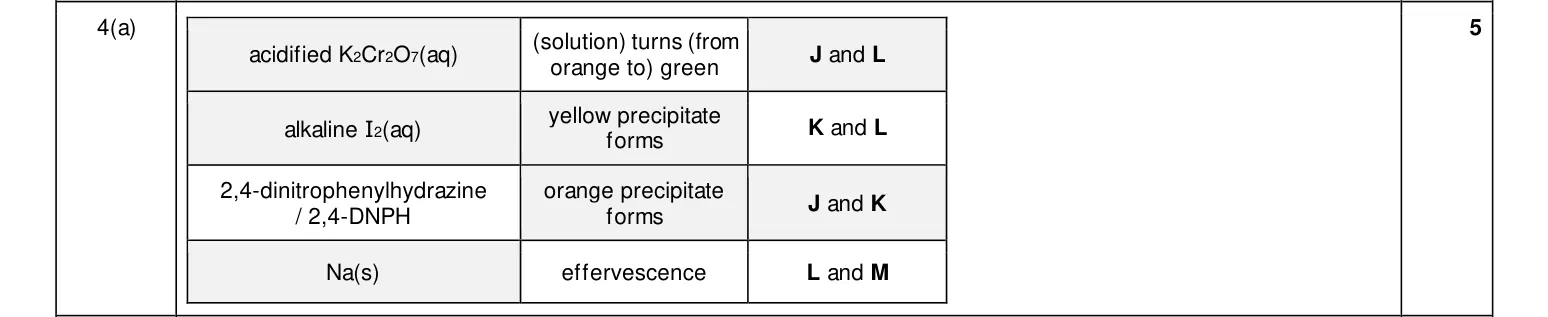 4(a)
5
acidified K2Cr2O7(aq)
(solution) turns (from
orange to) green
J and L
alkaline I2(aq)
yellow precipitate
forms
K and L
2,4-dinitrophenylhydrazine
/ 2,4-DNPH
orange precipitate
forms
J and K
Na(s)
effervescence
L and M